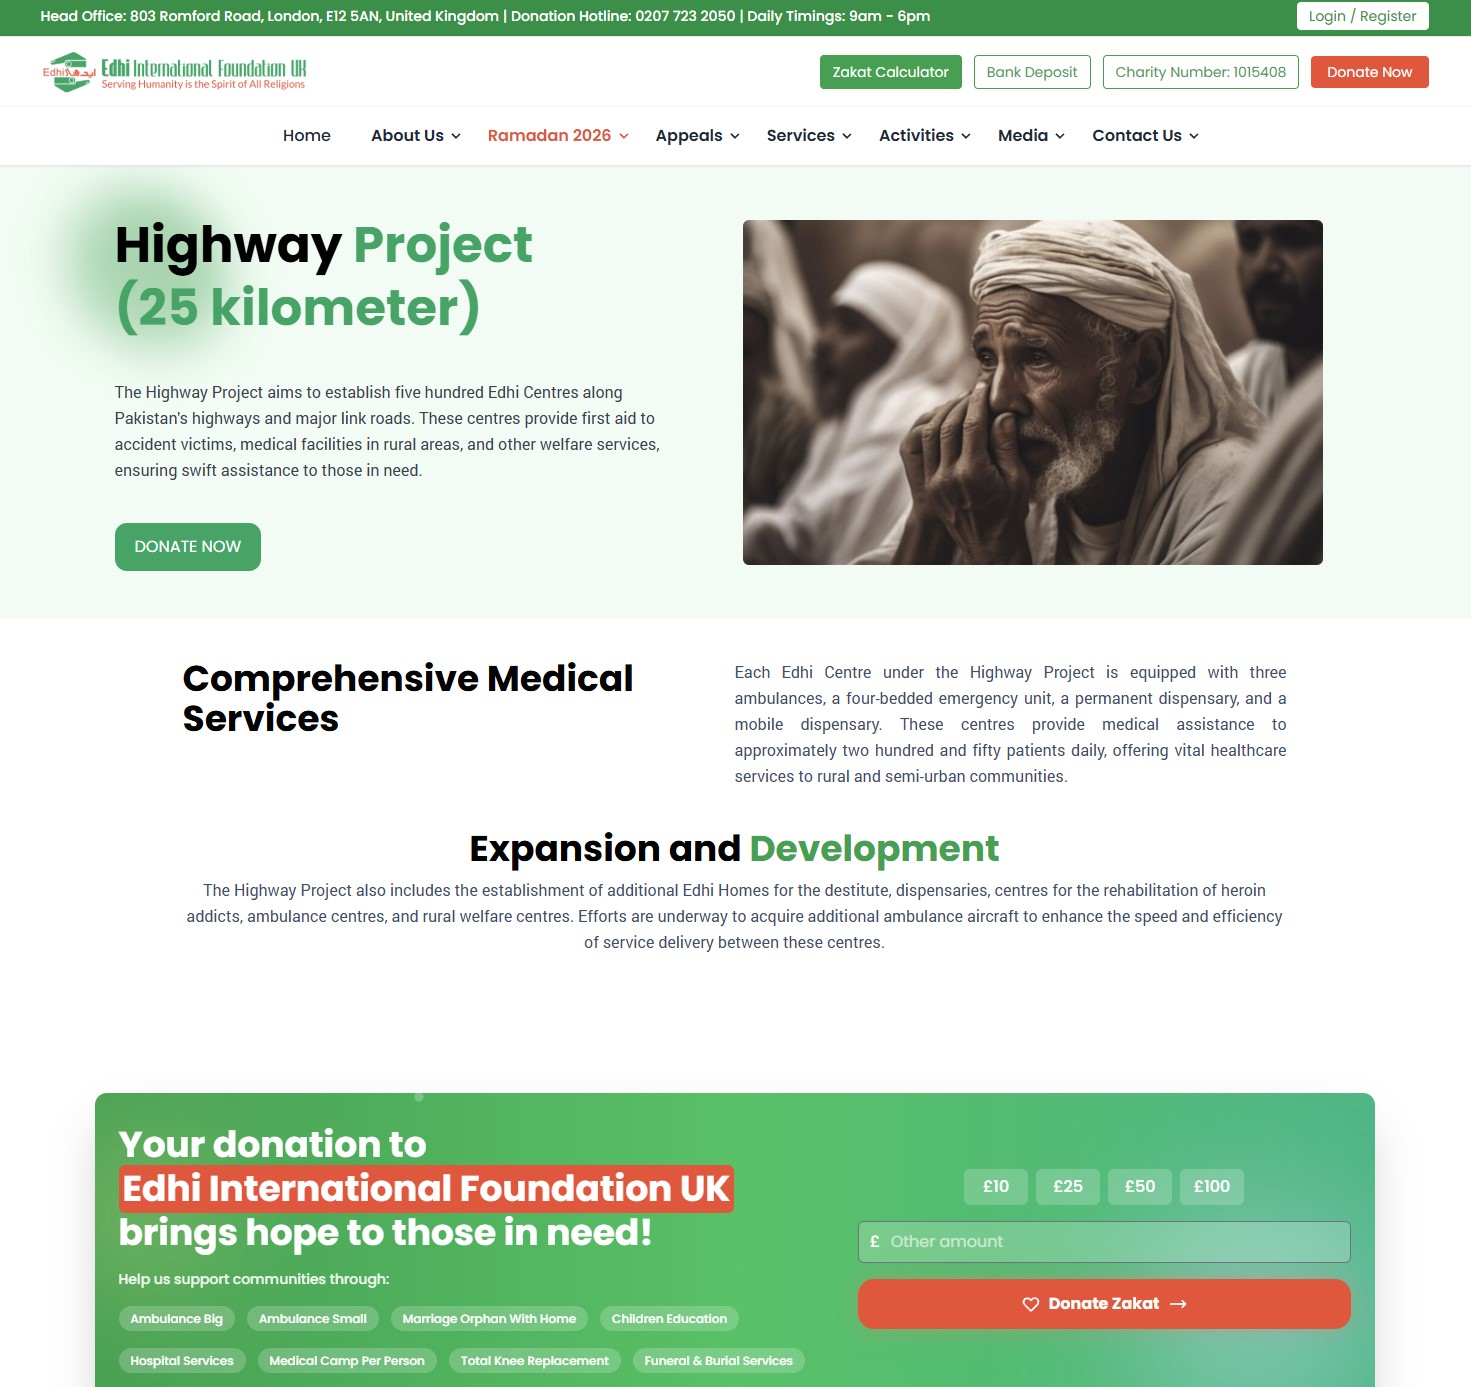 Head Office: 803 Romford Road, London, E12 5AN, United Kingdom | Donation Hotline: 0207 723 2050 | Daily Timings: 9am - 6pm
Login / Register
Edhi ایدھی
Edhi International Foundation UK
Serving Humanity is the Spirit of All Religions
Zakat Calculator
Bank Deposit
Charity Number: 1015408
Donate Now
Home
About Us
Ramadan 2026
Appeals
Services
Activities
Media
Contact Us
Highway Project
(25 kilometer)
The Highway Project aims to establish five hundred Edhi Centres along
Pakistan's highways and major link roads. These centres provide first aid to
accident victims, medical facilities in rural areas, and other welfare services,
ensuring swift assistance to those in need.
DONATE NOW
Comprehensive Medical
Services
Each Edhi Centre under the Highway Project is equipped with three
ambulances, a four-bedded emergency unit, a permanent dispensary, and a
mobile dispensary. These centres provide medical assistance to
approximately two hundred and fifty patients daily, offering vital healthcare
services to rural and semi-urban communities.
Expansion and Development
The Highway Project also includes the establishment of additional Edhi Homes for the destitute, dispensaries, centres for the rehabilitation of heroin
addicts, ambulance centres, and rural welfare centres. Efforts are underway to acquire additional ambulance aircraft to enhance the speed and efficiency
of service delivery between these centres.
Your donation to
Edhi International Foundation UK
brings hope to those in need!
Help us support communities through:
Ambulance Big
Ambulance Small
Marriage Orphan With Home
Children Education
Hospital Services
Medical Camp Per Person
Total Knee Replacement
Funeral & Burial Services
£10
£25
£50
£100
£ Other amount
Donate Zakat →